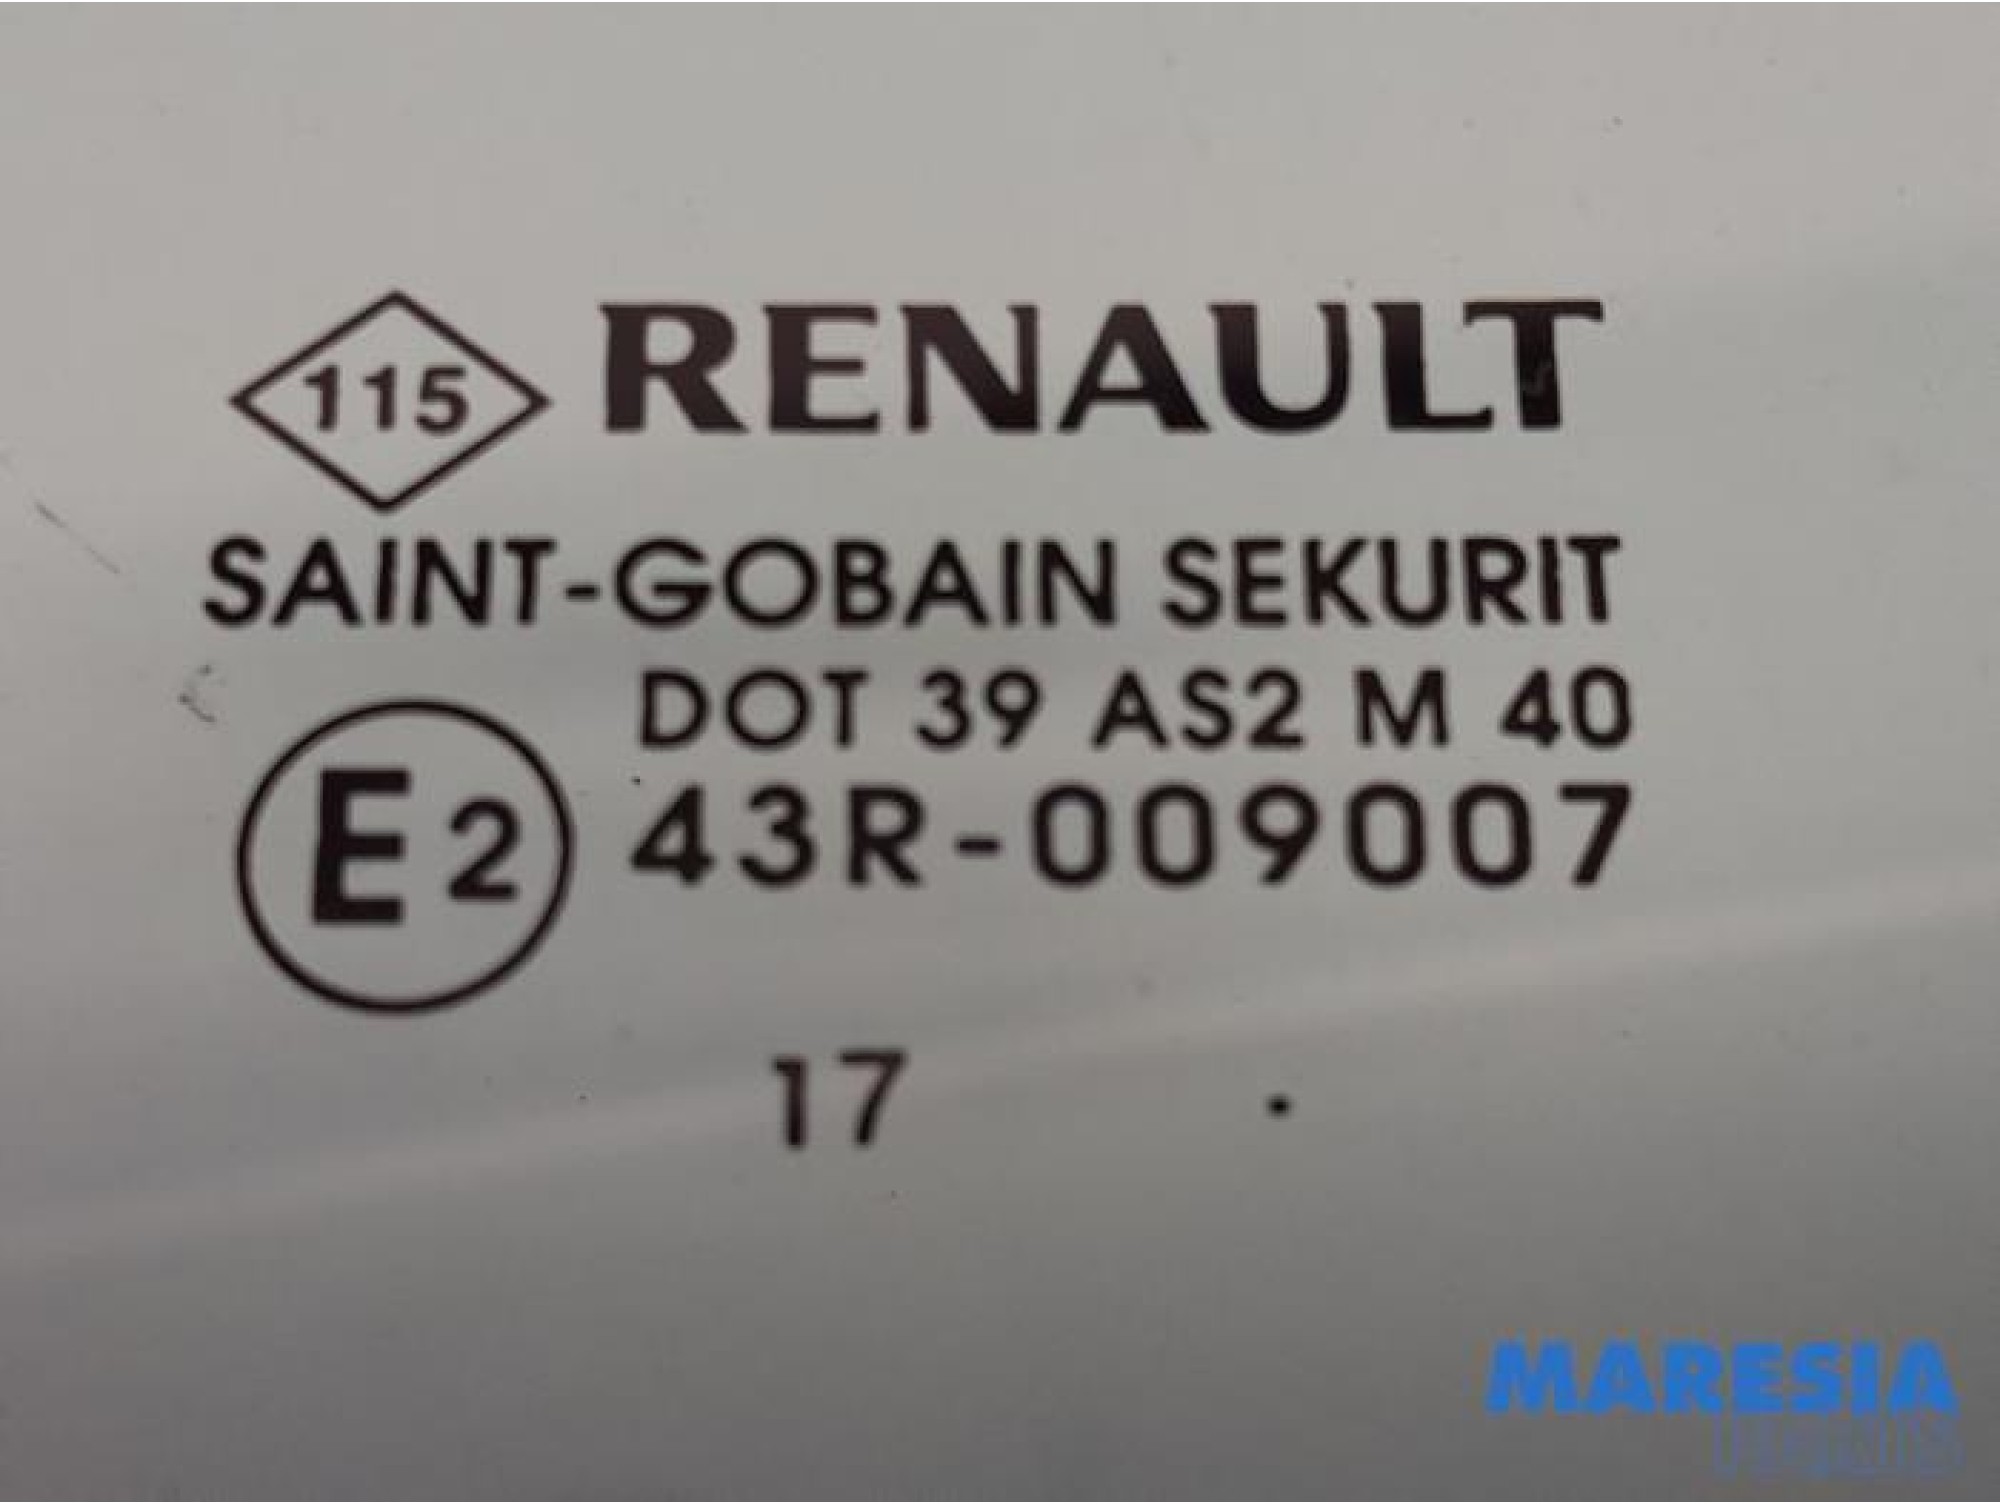 115 RENAULT
SAINT-GOBAIN SEKURIT
DOT 39 AS2 M 40
E2 43R-009007
17 .
MARESIA